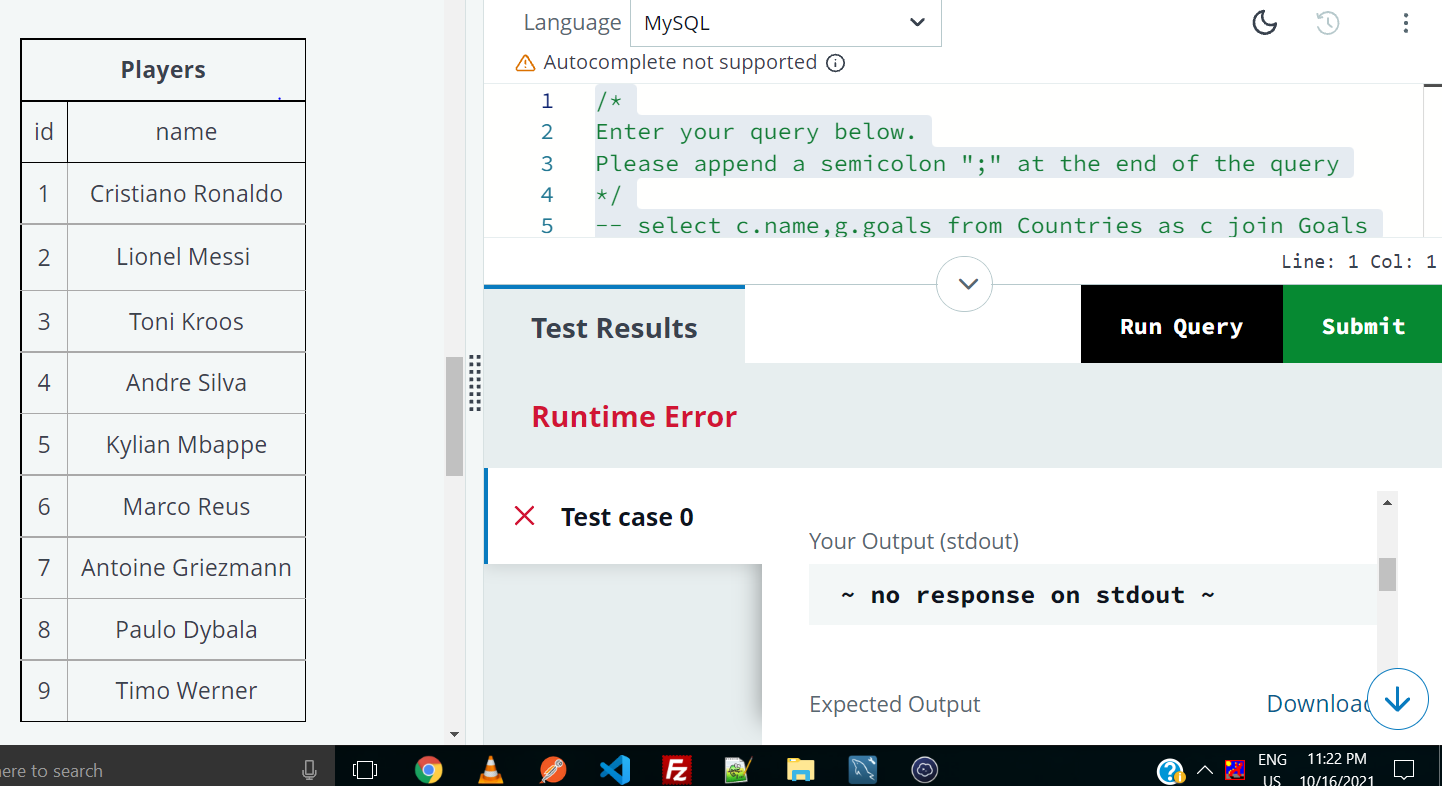 Players
id name
1 Cristiano Ronaldo
2 Lionel Messi
3 Toni Kroos
4 Andre Silva
5 Kylian Mbappe
6 Marco Reus
7 Antoine Griezmann
8 Paulo Dybala
9 Timo Werner
Language MySQL
Autocomplete not supported
1 /*
2 Enter your query below.
3 Please append a semicolon ";" at the end of the query
4 */
5 -- select c.name,g.goals from Countries as c join Goals
Line: 1 Col: 1
Test Results Run Query Submit
Runtime Error
Test case 0
Your Output (stdout)
~ no response on stdout ~
Expected Output Download
to search
ENG 11:22 PM
US 10/16/2021